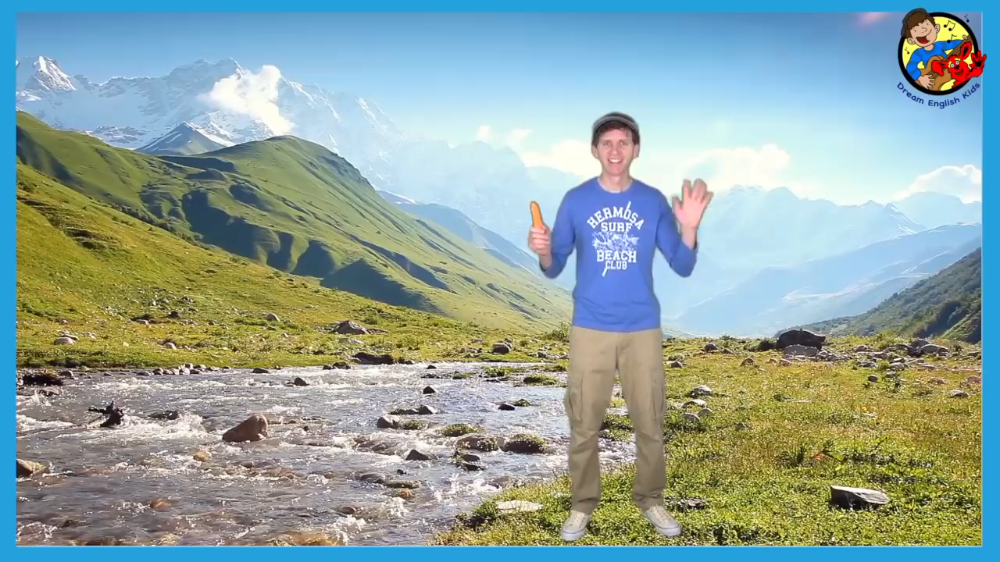 Dream English Kids
HERMOSA
SURF
BEACH
CLUB